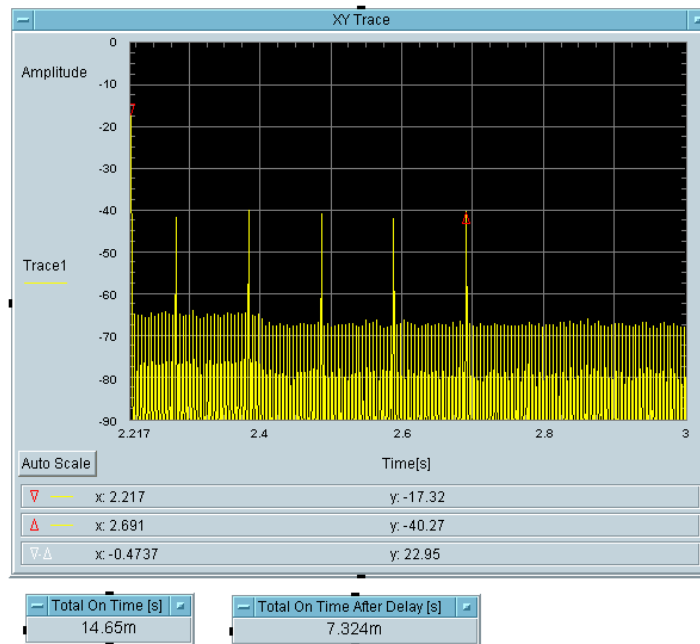 XY Trace
Amplitude
0
-10
-20
-30
-40
-50
-60
-70
-80
-90
Trace1
2.217
2.4
2.6
2.8
3
Auto Scale
Time[s]
x: 2.217 y: -17.32
x: 2.691 y: -40.27
x: -0.4737 y: 22.95
Total On Time [s]
14.65m
Total On Time After Delay [s]
7.324m